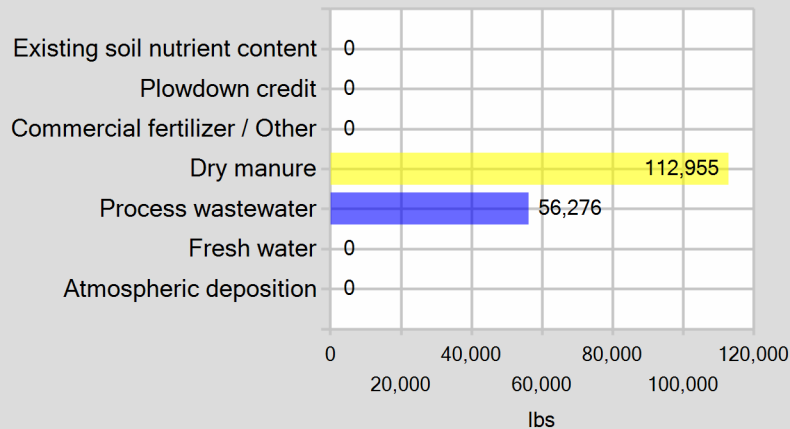 Existing soil nutrient content 0
Plowdown credit 0
Commercial fertilizer / Other 0
Dry manure 112,955
Process wastewater 56,276
Fresh water 0
Atmospheric deposition 0
0 40,000 80,000 120,000
20,000 60,000 100,000
lbs